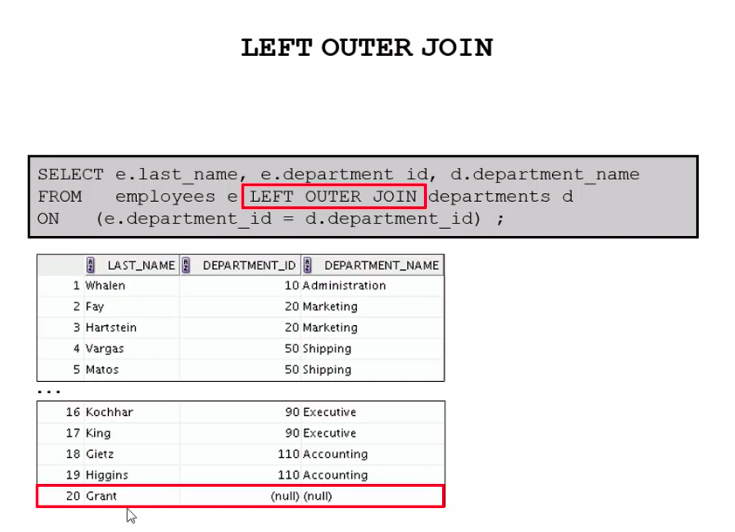 LEFT OUTER JOIN
SELECT e.last_name, e.department_id, d.department_name
FROM employees e LEFT OUTER JOIN departments d
ON (e.department_id = d.department_id) ;
LAST_NAME DEPARTMENT_ID DEPARTMENT_NAME
1 Whalen 10 Administration
2 Fay 20 Marketing
3 Hartstein 20 Marketing
4 Vargas 50 Shipping
5 Matos 50 Shipping
...
16 Kochhar 90 Executive
17 King 90 Executive
18 Gietz 110 Accounting
19 Higgins 110 Accounting
20 Grant (null) (null)